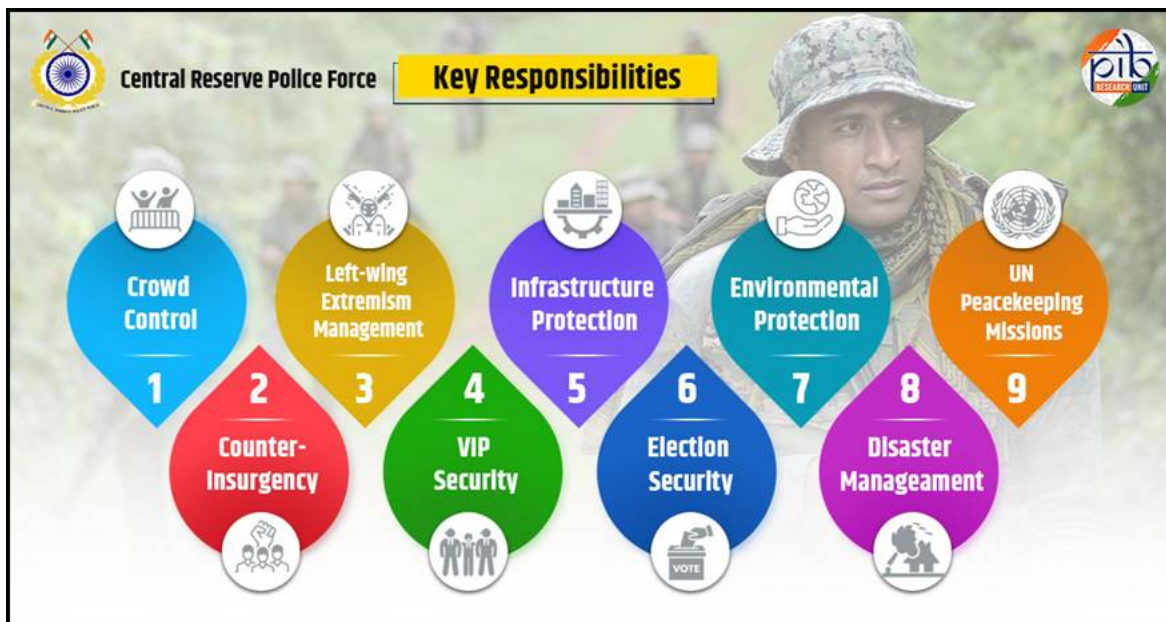 Central Reserve Police Force
Key Responsibilities
pib
RESEARCH UNIT
Crowd
Control
1
2
Counter-
Insurgency
Left-wing
Extremism
Management
3
4
VIP
Security
Infrastructure
Protection
5
6
Election
Security
VOTE
Environmental
Protection
7
8
Disaster
Manageament
UN
Peacekeeping
Missions
9